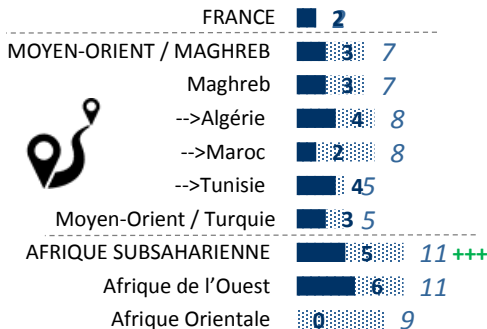 FRANCE 2
MOYEN-ORIENT / MAGHREB 3 7
Maghreb 3 7
-->Algérie 4 8
-->Maroc 2 8
-->Tunisie 4 5
Moyen-Orient / Turquie 3 5
AFRIQUE SUBSAHARIENNE 5 11 +++
Afrique de l’Ouest 6 11
Afrique Orientale 0 9